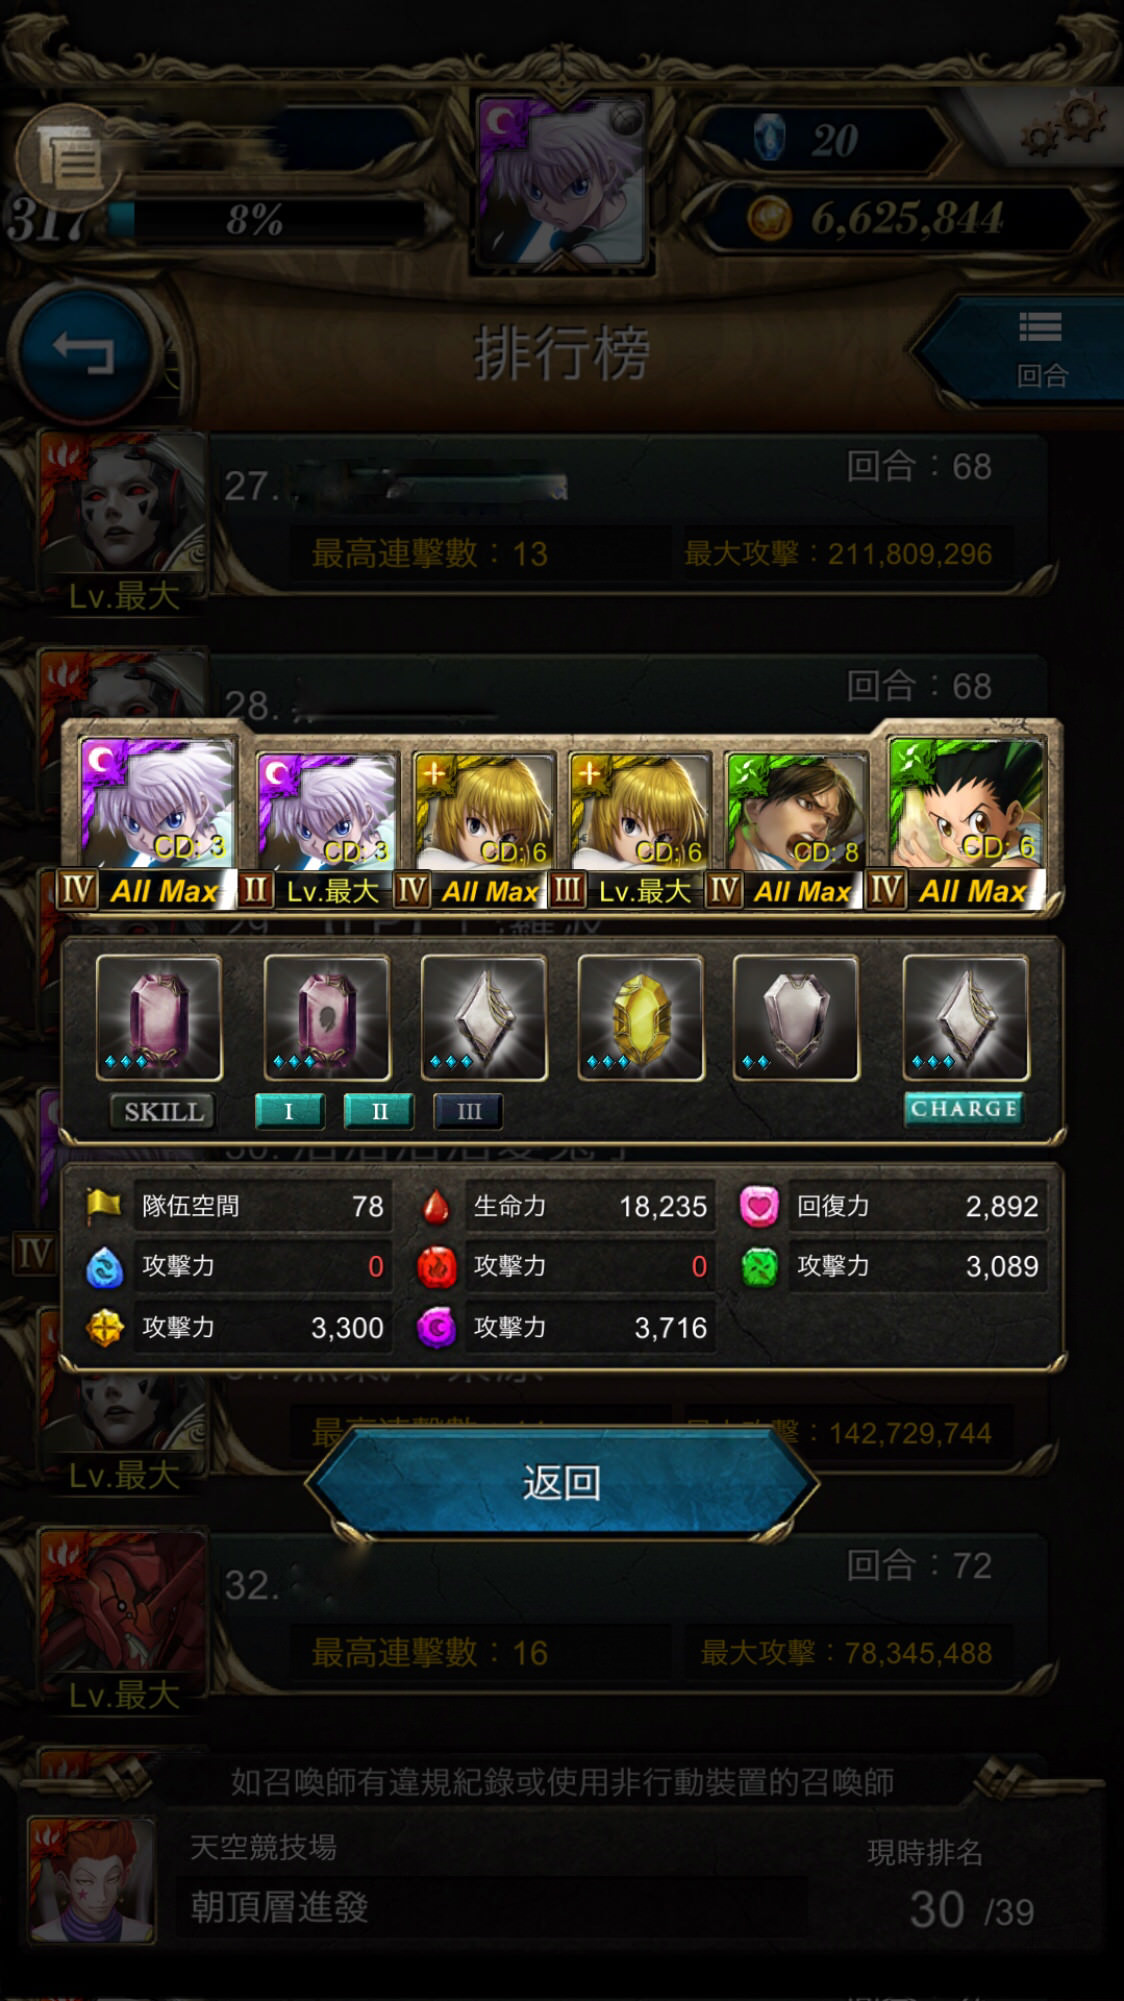 20
317
8%
6,625,844
排行榜
回合
27.
回合：68
最高連擊數：13
最大攻擊：211,809,296
Lv.最大
28.
回合：68
CD: 3
CD: 3
CD: 6
CD: 6
CD: 8
CD: 6
IV All Max II Lv.最大 IV All Max III Lv.最大 IV All Max IV All Max
SKILL I II III CHARGE
隊伍空間 78 生命力 18,235 回復力 2,892
攻擊力 0 攻擊力 0 攻擊力 3,089
攻擊力 3,300 攻擊力 3,716
IV
：142,729,744
Lv.最大
返回
32.
回合：72
最高連擊數：16
最大攻擊：78,345,488
Lv.最大
如召喚師有違規紀錄或使用非行動裝置的召喚師
天空競技場
現時排名
朝頂層進發
30 /39